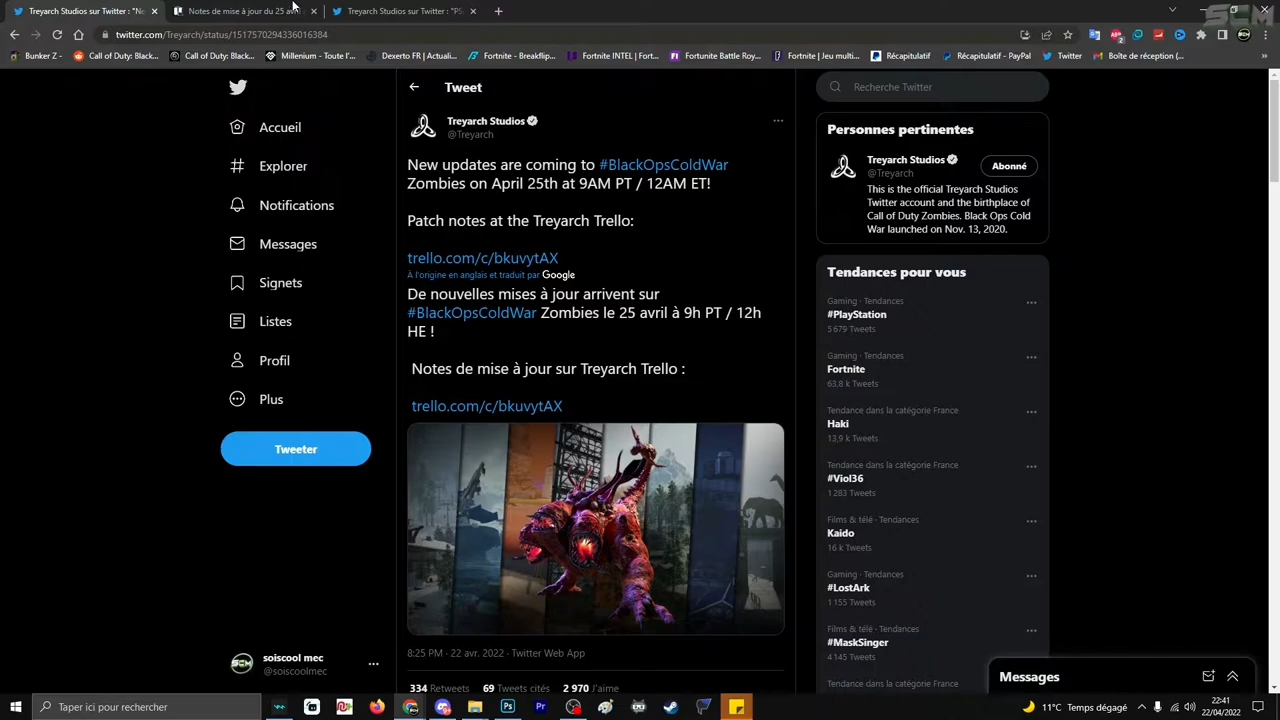 Treyarch Studios sur Twitter : "Ne
Notes de mise à jour du 25 avri
Treyarch Studios sur Twitter : "PS
twitter.com/Treyarch/status/1517570294336016384
Bunker Z -
Call of Duty: Black...
Call of Duty: Black...
Millenium - Toute l'...
Dexerto FR | Actuali...
Fortnite - Breakflip...
Fortnite INTEL | Fort...
Fortunite Battle Roy...
Fortnite | Jeu multi...
Récapitulatif
Récapitulatif - PayPal
Twitter
Boîte de réception (...
Accueil
Explorer
Notifications
Messages
Signets
Listes
Profil
Plus
Tweeter
soiscool mec
@soiscoolmec
Tweet
Treyarch Studios
@Treyarch
New updates are coming to #BlackOpsColdWar
Zombies on April 25th at 9AM PT / 12AM ET!
Patch notes at the Treyarch Trello:
trello.com/c/bkuvytAX
À l'origine en anglais et traduit par Google
De nouvelles mises à jour arrivent sur
#BlackOpsColdWar Zombies le 25 avril à 9h PT / 12h
HE !
Notes de mise à jour sur Treyarch Trello :
trello.com/c/bkuvytAX
8:25 PM · 22 avr. 2022 · Twitter Web App
334 Retweets 69 Tweets cités 2 970 J'aime
Recherche Twitter
Personnes pertinentes
Treyarch Studios
@Treyarch
Abonné
This is the official Treyarch Studios
Twitter account and the birthplace of
Call of Duty Zombies. Black Ops Cold
War launched on Nov. 13, 2020.
Tendances pour vous
Gaming · Tendances
#PlayStation
5 679 Tweets
Gaming · Tendances
Fortnite
63,8 k Tweets
Tendance dans la catégorie France
Haki
13,9 k Tweets
Tendance dans la catégorie France
#Viol36
1 283 Tweets
Films & télé · Tendances
Kaido
16 k Tweets
Gaming · Tendances
#LostArk
1 155 Tweets
Films & télé · Tendances
#MaskSinger
4 145 Tweets
Tendance dans la catégorie France
Messages
Taper ici pour rechercher
11°C Temps dégagé
22:41
22/04/2022